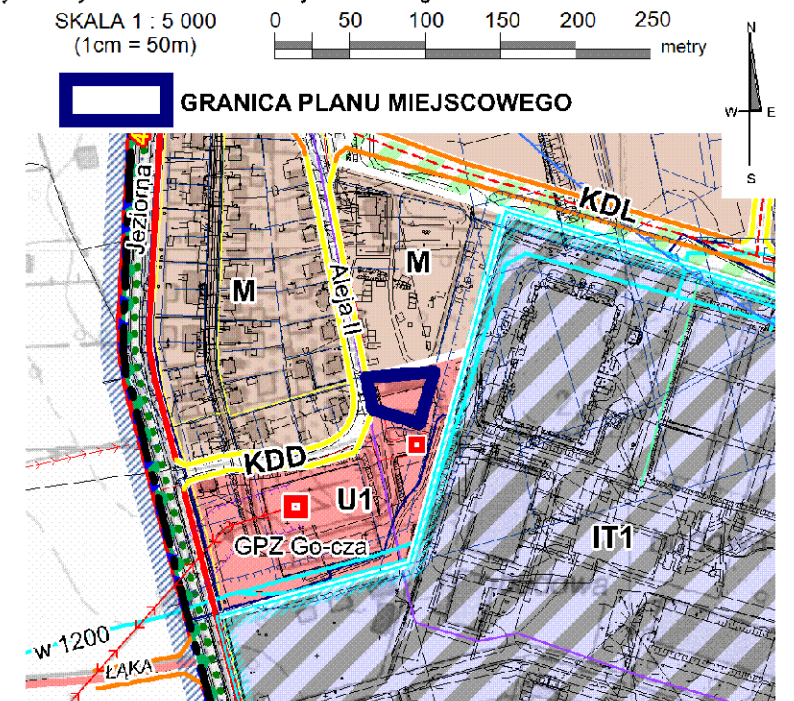 SKALA 1 : 5 000
(1cm = 50m)
0 50 100 150 200 250
metry
GRANICA PLANU MIEJSCOWEGO
N
W E
S
Jeziorna
KDL
M
M
Aleja II
KDD
U1
GPZ Go-cza
IT1
w 1200
ŁĄKA